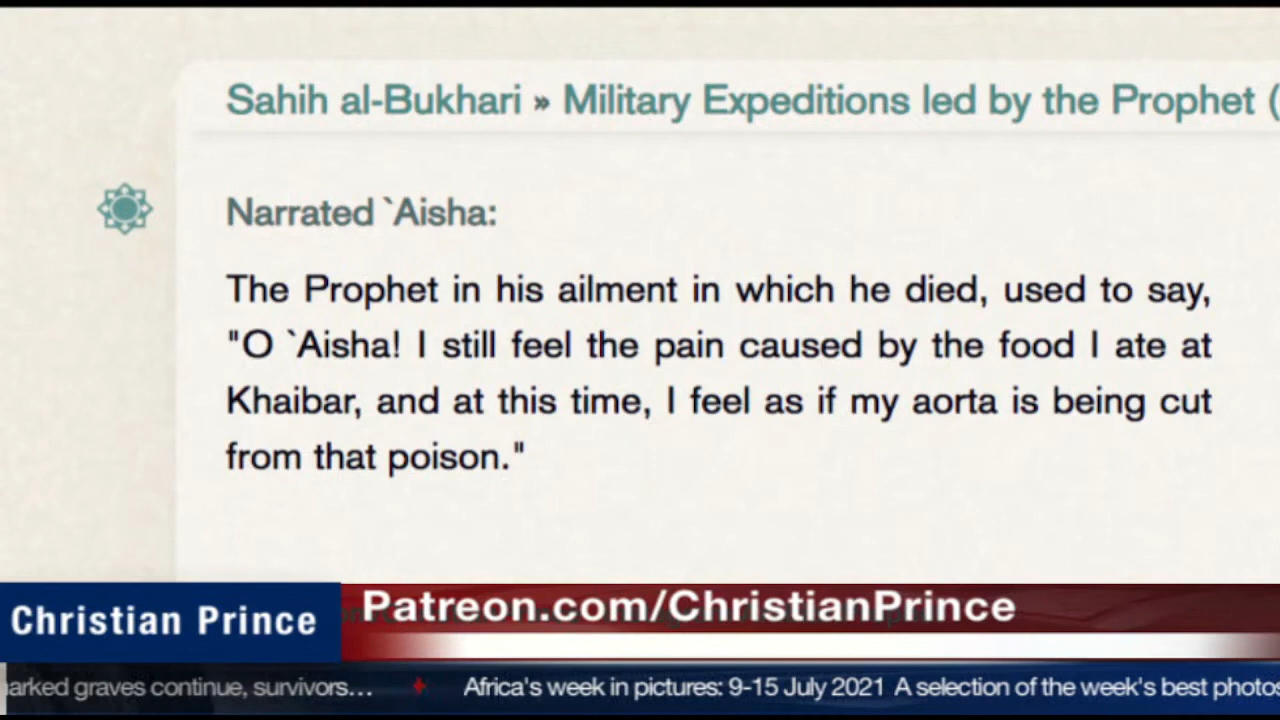 Sahih al-Bukhari » Military Expeditions led by the Prophet (
Narrated `Aisha:
The Prophet in his ailment in which he died, used to say,
"O `Aisha! I still feel the pain caused by the food I ate at
Khaibar, and at this time, I feel as if my aorta is being cut
from that poison."
Christian Prince
Patreon.com/ChristianPrince
arked graves continue, survivors... Africa's week in pictures: 9-15 July 2021 A selection of the week's best photos